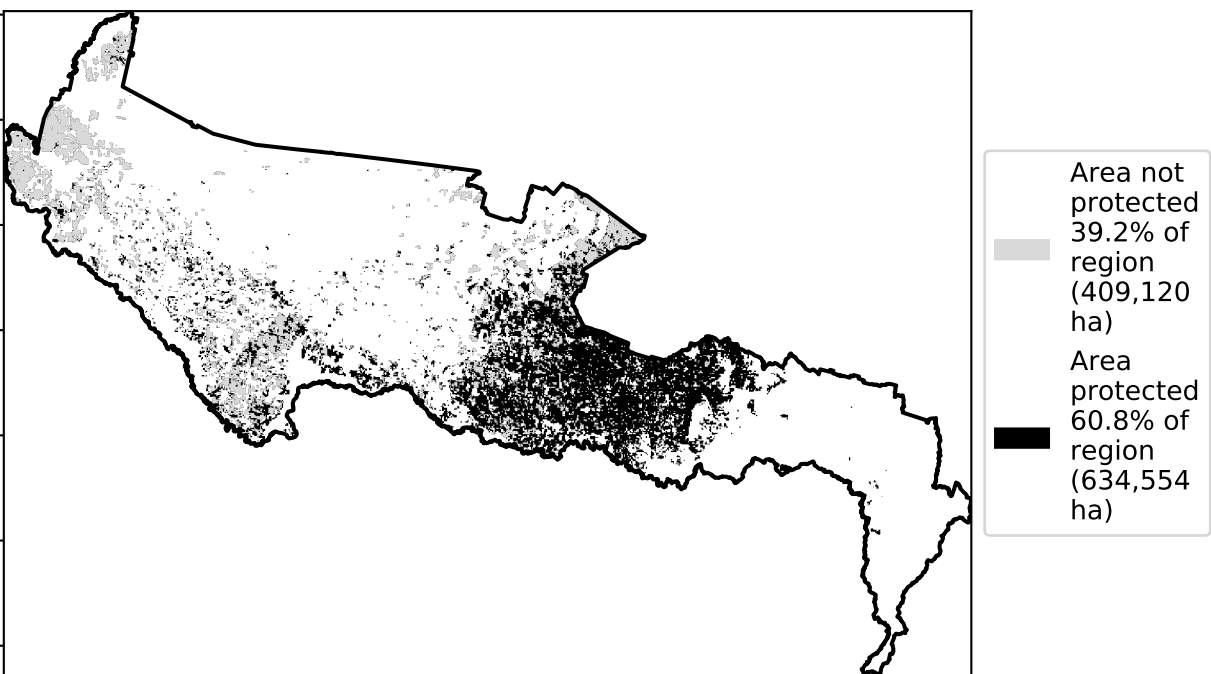 Area not
protected
39.2% of
region
(409,120
ha)
Area
protected
60.8% of
region
(634,554
ha)